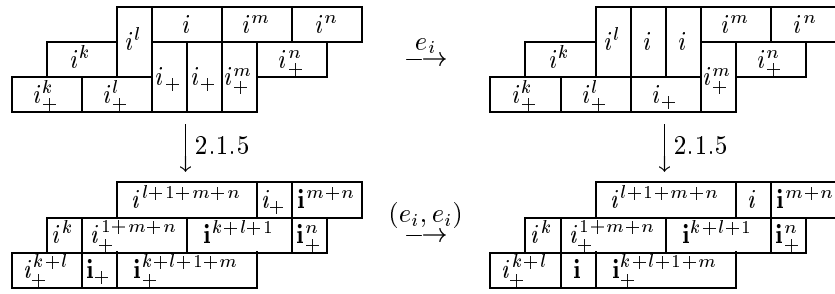 i^l i i^m i^n i^l i i i^m i^n
i^k i_+ i_+ i_+^m i_+^n e_i i^k i_+^m i_+^n
i_+^k i_+^l i_+^k i_+^l i_+
2.1.5 2.1.5
i^{l+1+m+n} i_+ 𝐢^{m+n} i^{l+1+m+n} i 𝐢^{m+n}
i^k i_+^{1+m+n} 𝐢^{k+l+1} 𝐢_+^n (e_i, e_i) i^k i_+^{1+m+n} 𝐢^{k+l+1} 𝐢_+^n
i_+^{k+l} 𝐢_+ 𝐢_+^{k+l+1+m} i_+^{k+l} 𝐢 𝐢_+^{k+l+1+m}